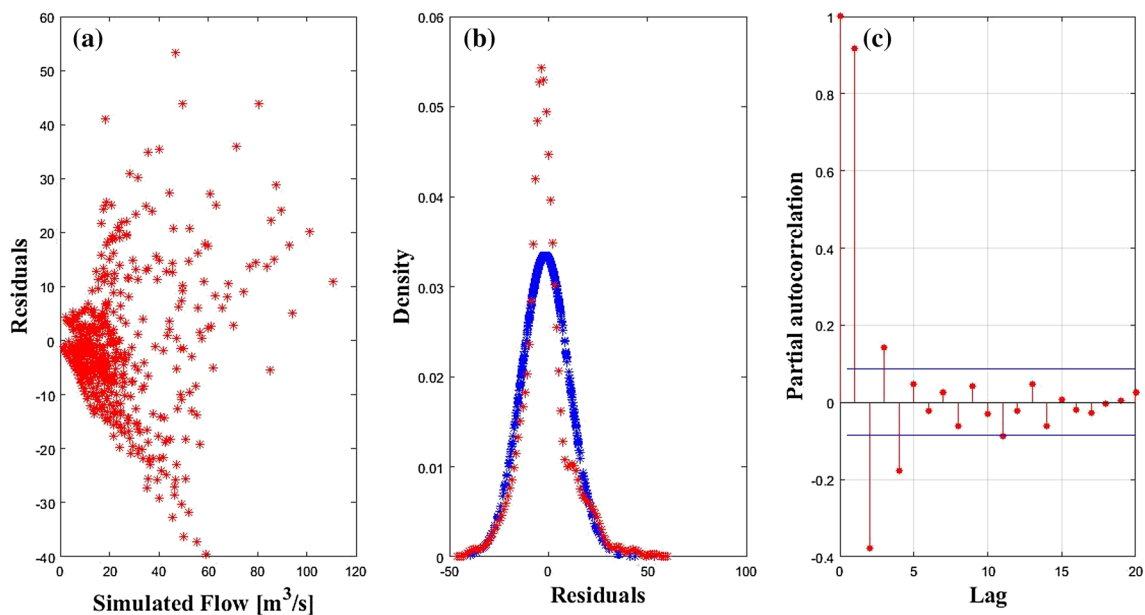 (a)
60
50
40
30
20
10
0
-10
-20
-30
-40
Residuals
0 20 40 60 80 100 120
Simulated Flow [m³/s]
(b)
0.06
0.05
0.04
0.03
0.02
0.01
0
Density
-50 0 50 100
Residuals
(c)
1
0.8
0.6
0.4
0.2
0
-0.2
-0.4
Partial autocorrelation
0 5 10 15 20
Lag